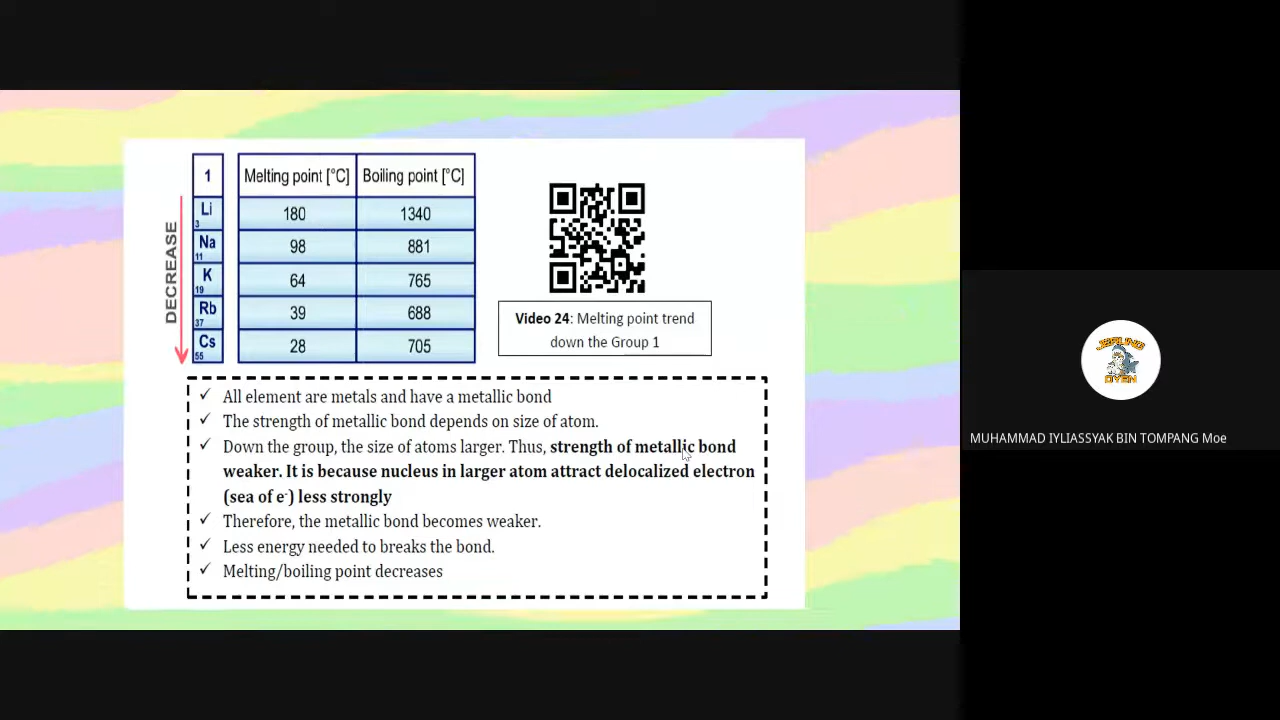 1 Melting point [°C] Boiling point [°C]
DECREASE
Li 3 180 1340
Na 11 98 881
K 19 64 765
Rb 37 39 688
Cs 55 28 705
Video 24: Melting point trend
down the Group 1
✓ All element are metals and have a metallic bond
✓ The strength of metallic bond depends on size of atom.
✓ Down the group, the size of atoms larger. Thus, strength of metallic bond
weaker. It is because nucleus in larger atom attract delocalized electron
(sea of e-) less strongly
✓ Therefore, the metallic bond becomes weaker.
✓ Less energy needed to breaks the bond.
✓ Melting/boiling point decreases
JERUNG
OYEN
MUHAMMAD IYLIASSYAK BIN TOMPANG Moe